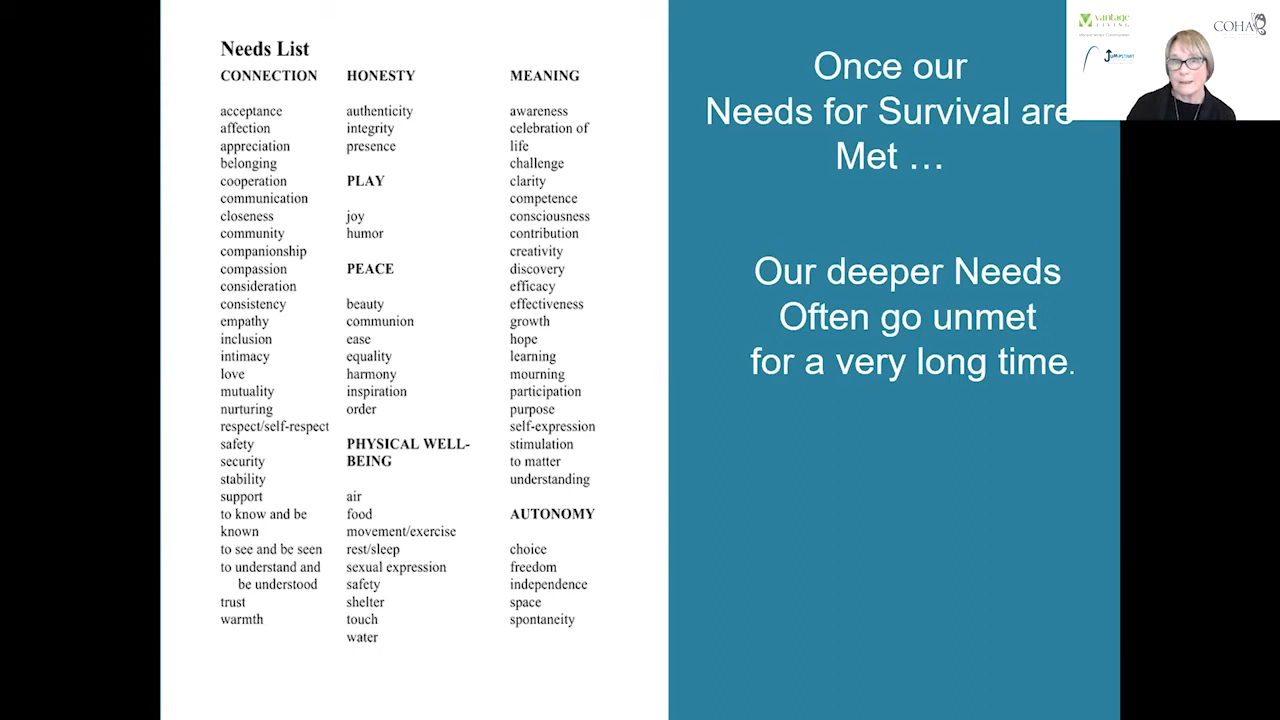 Needs List
CONNECTION
acceptance
affection
appreciation
belonging
cooperation
communication
closeness
community
companionship
compassion
consideration
consistency
empathy
inclusion
intimacy
love
mutuality
nurturing
respect/self-respect
safety
security
stability
support
to know and be
known
to see and be seen
to understand and
be understood
trust
warmth
HONESTY
authenticity
integrity
presence
PLAY
joy
humor
PEACE
beauty
communion
ease
equality
harmony
inspiration
order
PHYSICAL WELL-
BEING
air
food
movement/exercise
rest/sleep
sexual expression
safety
shelter
touch
water
MEANING
awareness
celebration of
life
challenge
clarity
competence
consciousness
contribution
creativity
discovery
efficacy
effectiveness
growth
hope
learning
mourning
participation
purpose
self-expression
stimulation
to matter
understanding
AUTONOMY
choice
freedom
independence
space
spontaneity
Once our
Needs for Survival are
Met …
Our deeper Needs
Often go unmet
for a very long time.
vantage
LIVING
COHA